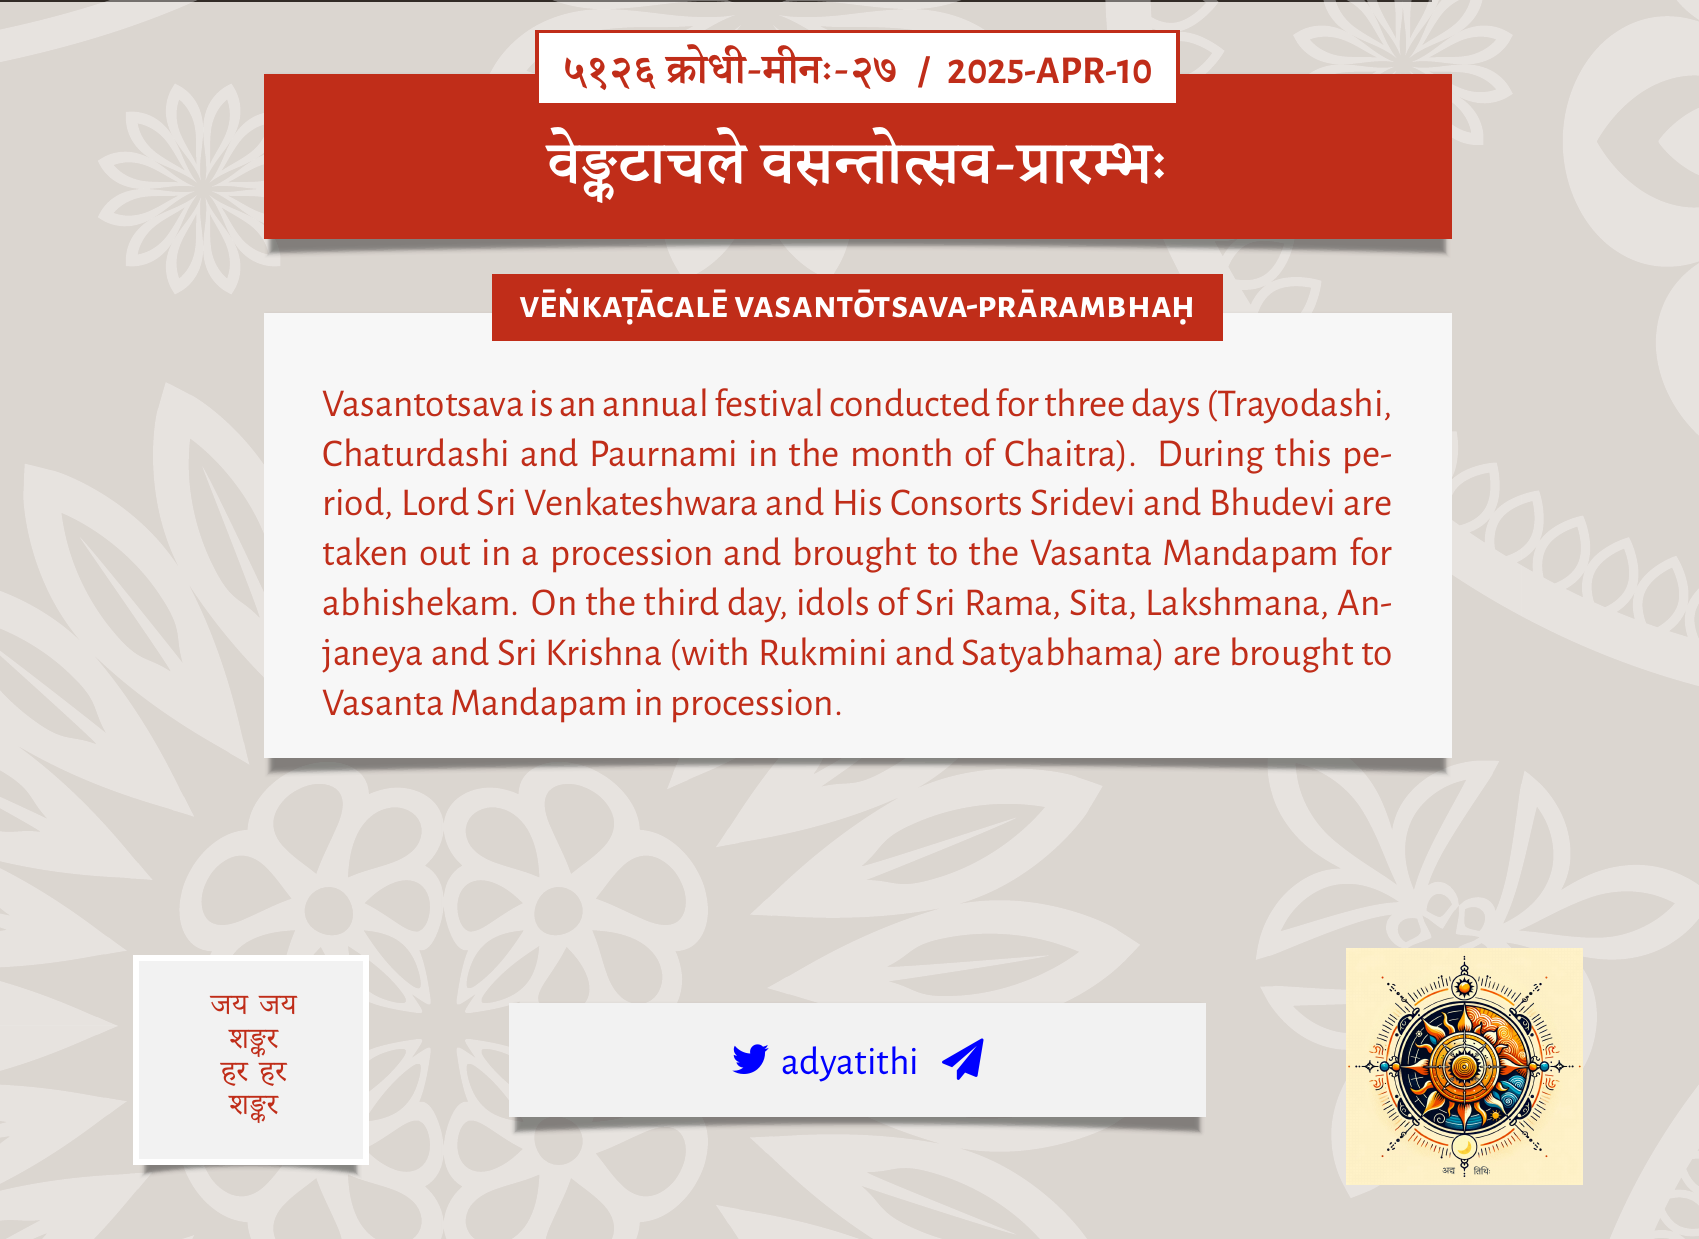 ५१२६ क्रोधी-मीनः-२७ / 2025-APR-10
वेङ्कटाचले वसन्तोत्सव-प्रारम्भः
VĒṄKAṬĀCALĒ VASANTŌTSAVA-PRĀRAMBHAḤ
Vasantotsava is an annual festival conducted for three days (Trayodashi,
Chaturdashi and Paurnami in the month of Chaitra). During this pe-
riod, Lord Sri Venkateshwara and His Consorts Sridevi and Bhudevi are
taken out in a procession and brought to the Vasanta Mandapam for
abhishekam. On the third day, idols of Sri Rama, Sita, Lakshmana, An-
janeya and Sri Krishna (with Rukmini and Satyabhama) are brought to
Vasanta Mandapam in procession.
जय जय
शङ्कर
हर हर
शङ्कर
adyatithi
अद्य तिथिः